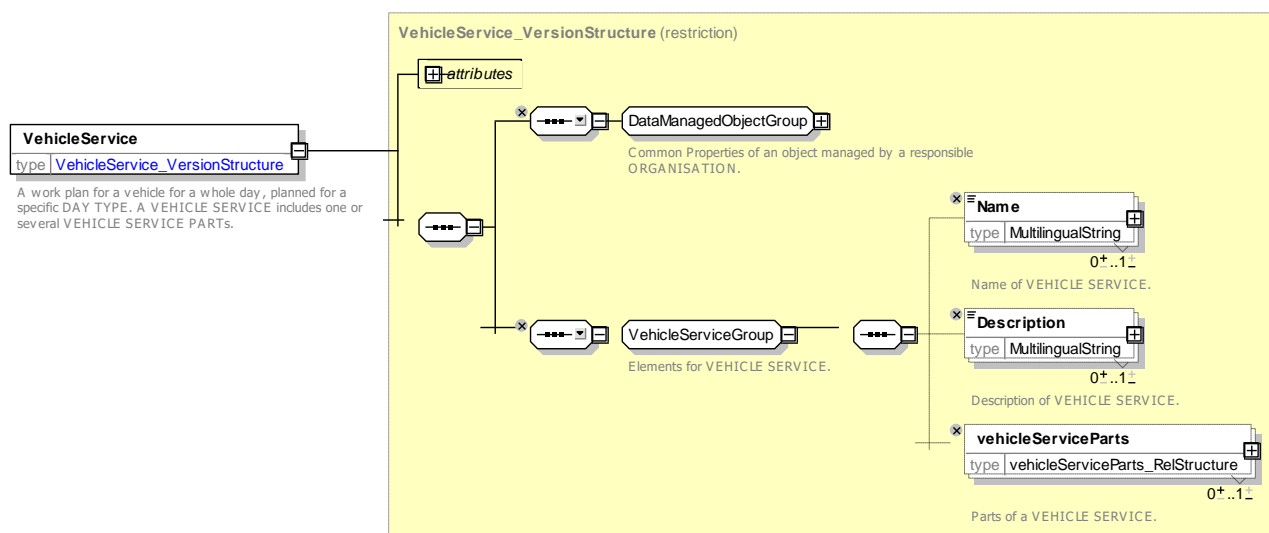 VehicleService_VersionStructure (restriction)
attributes
DataManagedObjectGroup
Common Properties of an object managed by a responsible
ORGANISATION.
VehicleService
type VehicleService_VersionStructure
A work plan for a vehicle for a whole day, planned for a
specific DAY TYPE. A VEHICLE SERVICE includes one or
several VEHICLE SERVICE PARTs.
Name
type MultilingualString
0±..1±
Name of VEHICLE SERVICE.
VehicleServiceGroup
Elements for VEHICLE SERVICE.
Description
type MultilingualString
0±..1±
Description of VEHICLE SERVICE.
vehicleServiceParts
type vehicleServiceParts_RelStructure
0±..1±
Parts of a VEHICLE SERVICE.